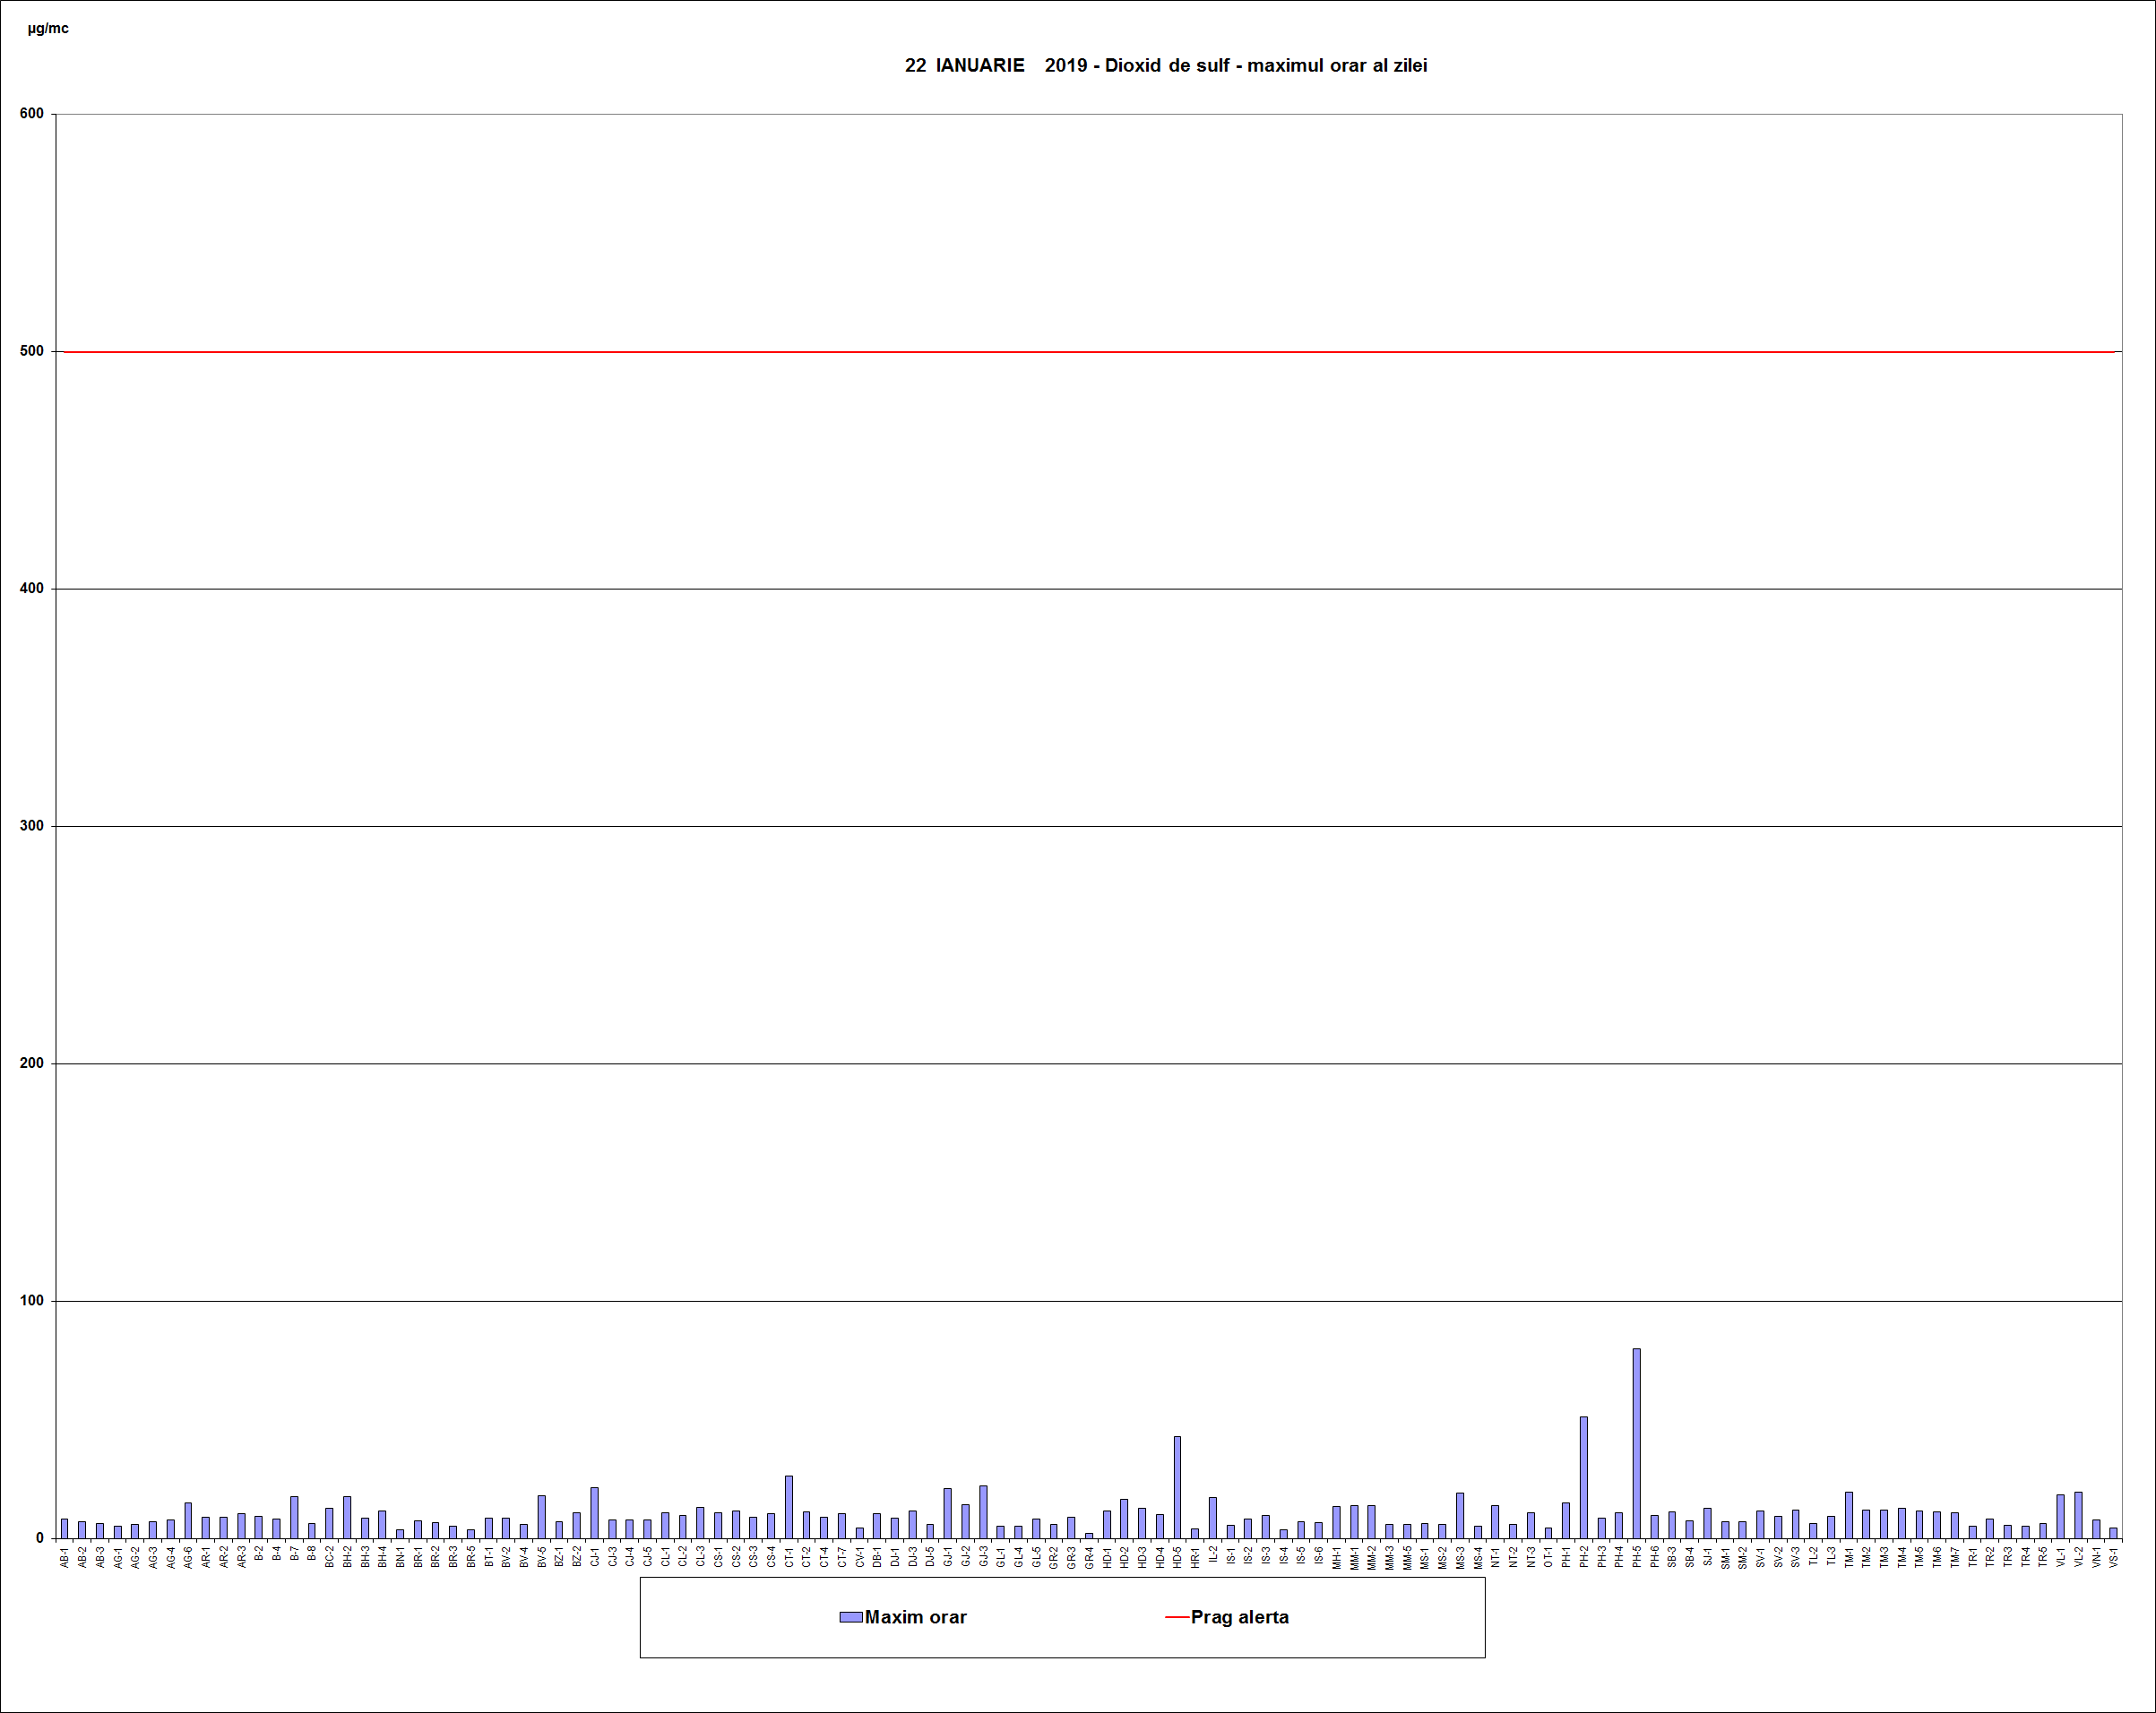 µg/mc
22 IANUARIE 2019 - Dioxid de sulf - maximul orar al zilei
600
500
400
300
200
100
0
AB-1 AB-2 AB-3 AG-1 AG-2 AG-3 AG-4 AG-6 AR-1 AR-2 AR-3 B-2 B-4 B-7 B-8 BC-2 BH-2 BH-3 BH-4 BN-1 BR-1 BR-2 BR-3 BR-5 BT-1 BV-2 BV-4 BV-5 BZ-1 BZ-2 CJ-1 CJ-3 CJ-4 CJ-5 CL-1 CL-2 CL-3 CS-1 CS-2 CS-3 CS-4 CT-1 CT-2 CT-4 CT-7 CV-1 DB-1 DJ-1 DJ-3 DJ-5 GJ-1 GJ-2 GJ-3 GL-1 GL-4 GL-5 GR-2 GR-3 GR-4 HD-1 HD-2 HD-3 HD-4 HD-5 HR-1 IL-2 IS-1 IS-2 IS-3 IS-4 IS-5 IS-6 MH-1 MM-1 MM-2 MM-3 MM-5 MS-1 MS-2 MS-3 MS-4 NT-1 NT-2 NT-3 OT-1 PH-1 PH-2 PH-3 PH-4 PH-5 PH-6 SB-3 SB-4 SJ-1 SM-1 SM-2 SV-1 SV-2 SV-3 TL-2 TL-3 TM-1 TM-2 TM-3 TM-4 TM-5 TM-6 TM-7 TR-1 TR-2 TR-3 TR-4 TR-5 VL-1 VL-2 VN-1 VS-1
Maxim orar Prag alerta